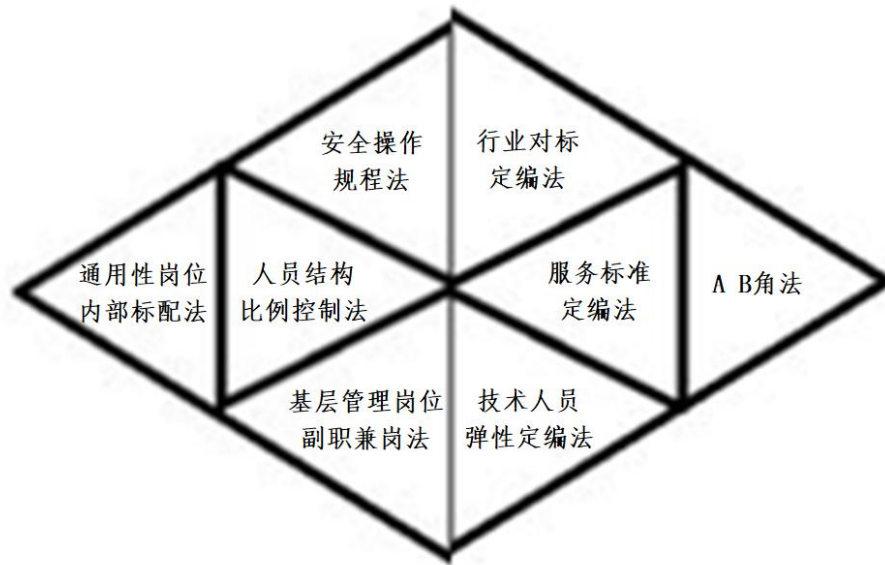 安全操作
规程法
行业对标
定编法
通用性岗位
内部标配法
人员结构
比例控制法
服务标准
定编法
A B角法
基层管理岗位
副职兼岗法
技术人员
弹性定编法